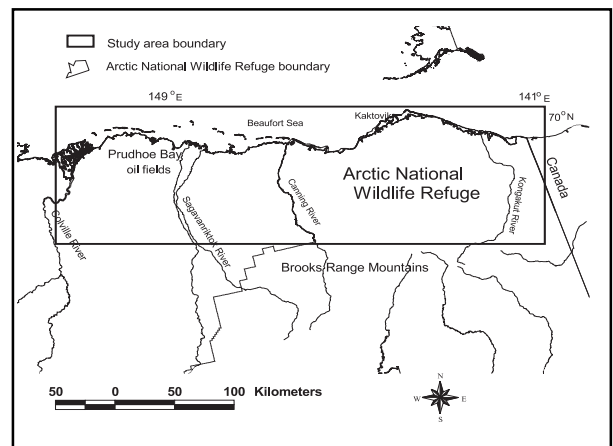 Study area boundary
Arctic National Wildlife Refuge boundary
149°E
141°E
70°N
Beaufort Sea
Kaktovik
Prudhoe Bay
oil fields
Arctic National
Wildlife Refuge
Canada
Colville River
Sagavanriktok River
Canning River
Kongakut River
Brooks Range Mountains
50 0 50 100 Kilometers
N
W E
S